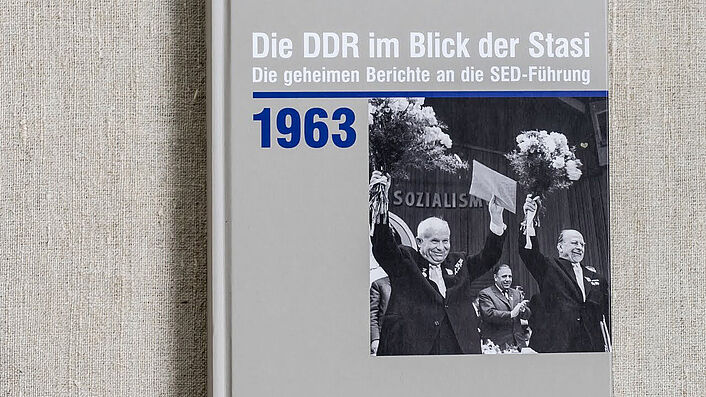 Die DDR im Blick der Stasi
Die geheimen Berichte an die SED-Führung
1963
SOZIALISM